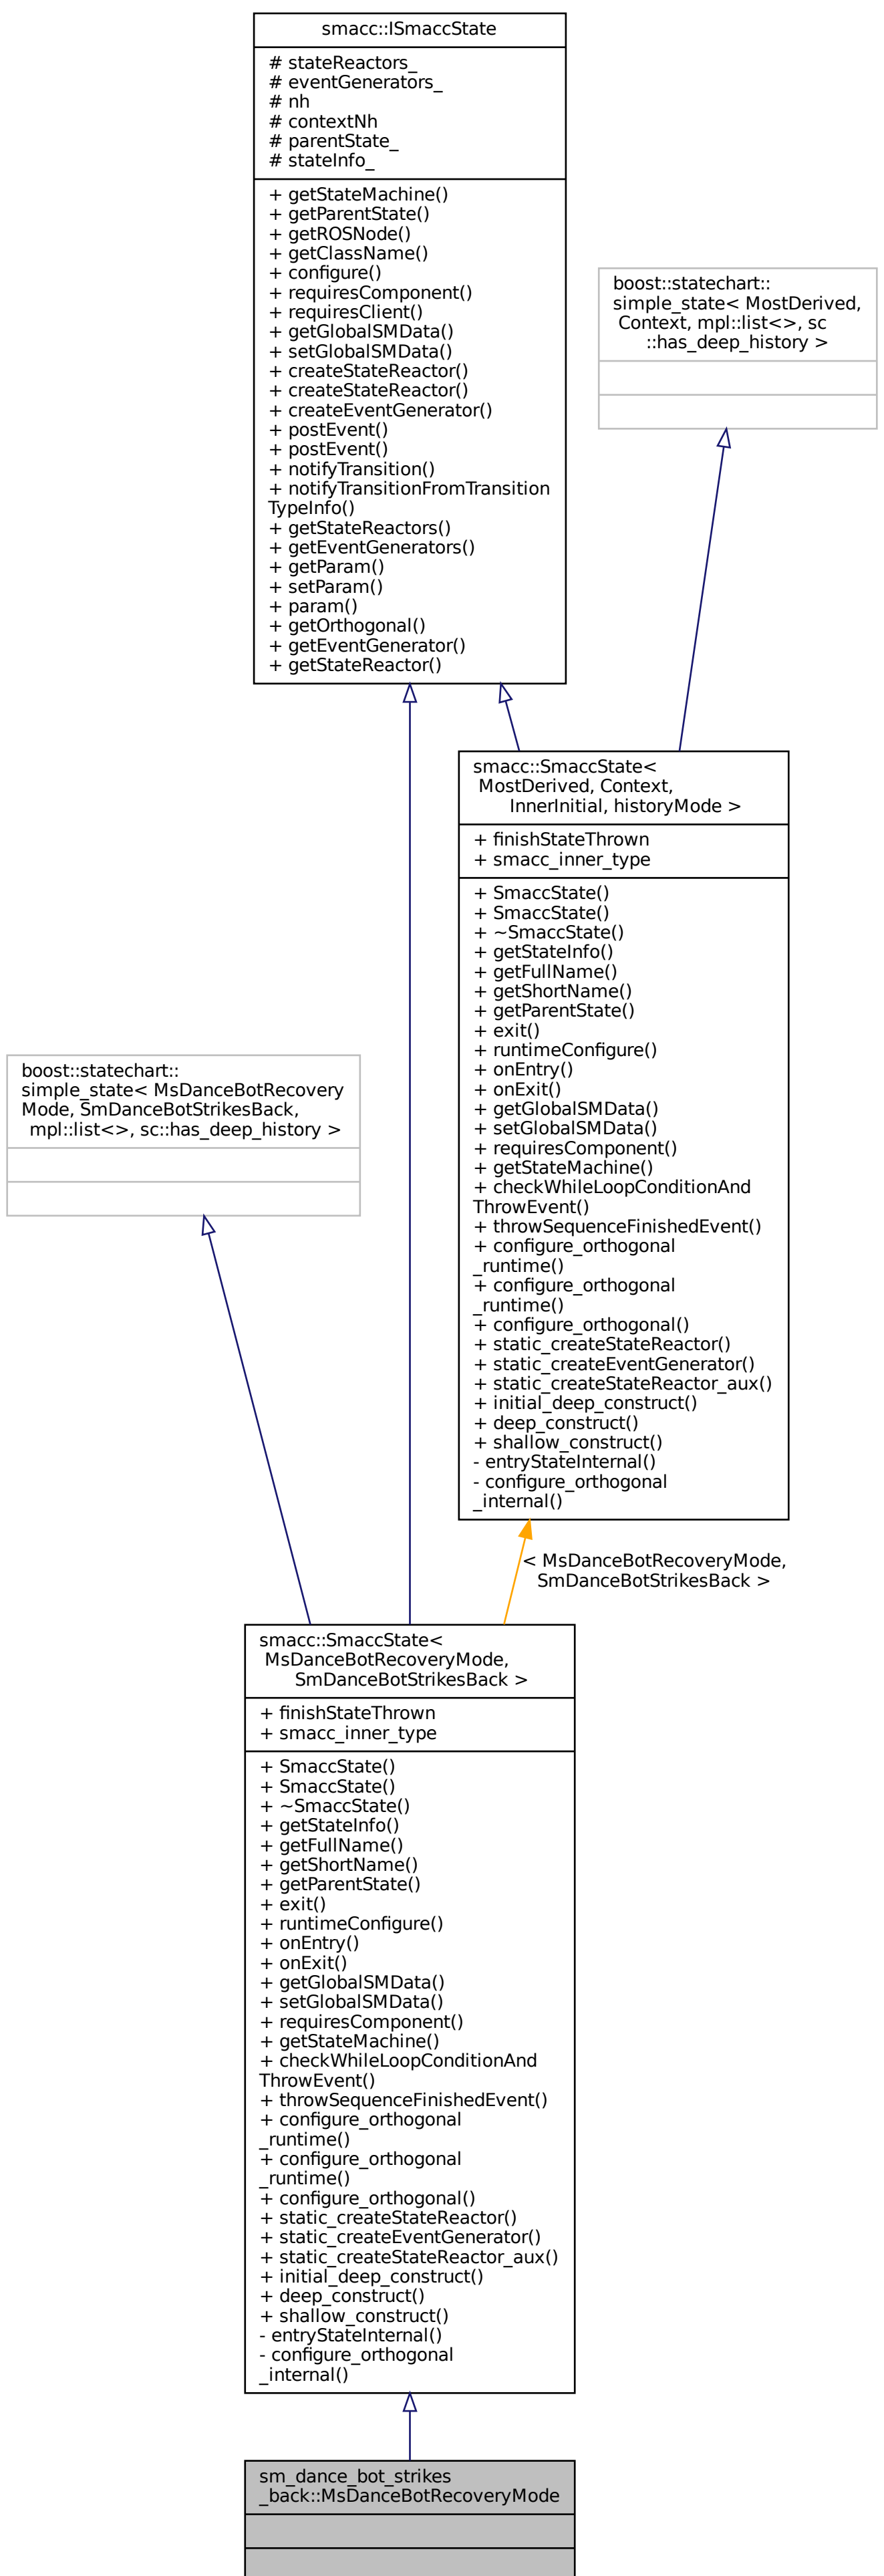 smacc::ISmaccState
# stateReactors_
# eventGenerators_
# nh
# contextNh
# parentState_
# stateInfo_
+ getStateMachine()
+ getParentState()
+ getROSNode()
+ getClassName()
+ configure()
+ requiresComponent()
+ requiresClient()
+ getGlobalSMData()
+ setGlobalSMData()
+ createStateReactor()
+ createStateReactor()
+ createEventGenerator()
+ postEvent()
+ postEvent()
+ notifyTransition()
+ notifyTransitionFromTransition
TypeInfo()
+ getStateReactors()
+ getEventGenerators()
+ getParam()
+ setParam()
+ param()
+ getOrthogonal()
+ getEventGenerator()
+ getStateReactor()
boost::statechart::
simple_state< MostDerived,
Context, mpl::list<>, sc
::has_deep_history >
smacc::SmaccState<
MostDerived, Context,
InnerInitial, historyMode >
+ finishStateThrown
+ smacc_inner_type
+ SmaccState()
+ SmaccState()
+ ~SmaccState()
+ getStateInfo()
+ getFullName()
+ getShortName()
+ getParentState()
+ exit()
+ runtimeConfigure()
+ onEntry()
+ onExit()
+ getGlobalSMData()
+ setGlobalSMData()
+ requiresComponent()
+ getStateMachine()
+ checkWhileLoopConditionAnd
ThrowEvent()
+ throwSequenceFinishedEvent()
+ configure_orthogonal
_runtime()
+ configure_orthogonal
_runtime()
+ configure_orthogonal()
+ static_createStateReactor()
+ static_createEventGenerator()
+ static_createStateReactor_aux()
+ initial_deep_construct()
+ deep_construct()
+ shallow_construct()
- entryStateInternal()
- configure_orthogonal
_internal()
boost::statechart::
simple_state< MsDanceBotRecovery
Mode, SmDanceBotStrikesBack,
mpl::list<>, sc::has_deep_history >
< MsDanceBotRecoveryMode,
SmDanceBotStrikesBack >
smacc::SmaccState<
MsDanceBotRecoveryMode,
SmDanceBotStrikesBack >
+ finishStateThrown
+ smacc_inner_type
+ SmaccState()
+ SmaccState()
+ ~SmaccState()
+ getStateInfo()
+ getFullName()
+ getShortName()
+ getParentState()
+ exit()
+ runtimeConfigure()
+ onEntry()
+ onExit()
+ getGlobalSMData()
+ setGlobalSMData()
+ requiresComponent()
+ getStateMachine()
+ checkWhileLoopConditionAnd
ThrowEvent()
+ throwSequenceFinishedEvent()
+ configure_orthogonal
_runtime()
+ configure_orthogonal
_runtime()
+ configure_orthogonal()
+ static_createStateReactor()
+ static_createEventGenerator()
+ static_createStateReactor_aux()
+ initial_deep_construct()
+ deep_construct()
+ shallow_construct()
- entryStateInternal()
- configure_orthogonal
_internal()
sm_dance_bot_strikes
_back::MsDanceBotRecoveryMode